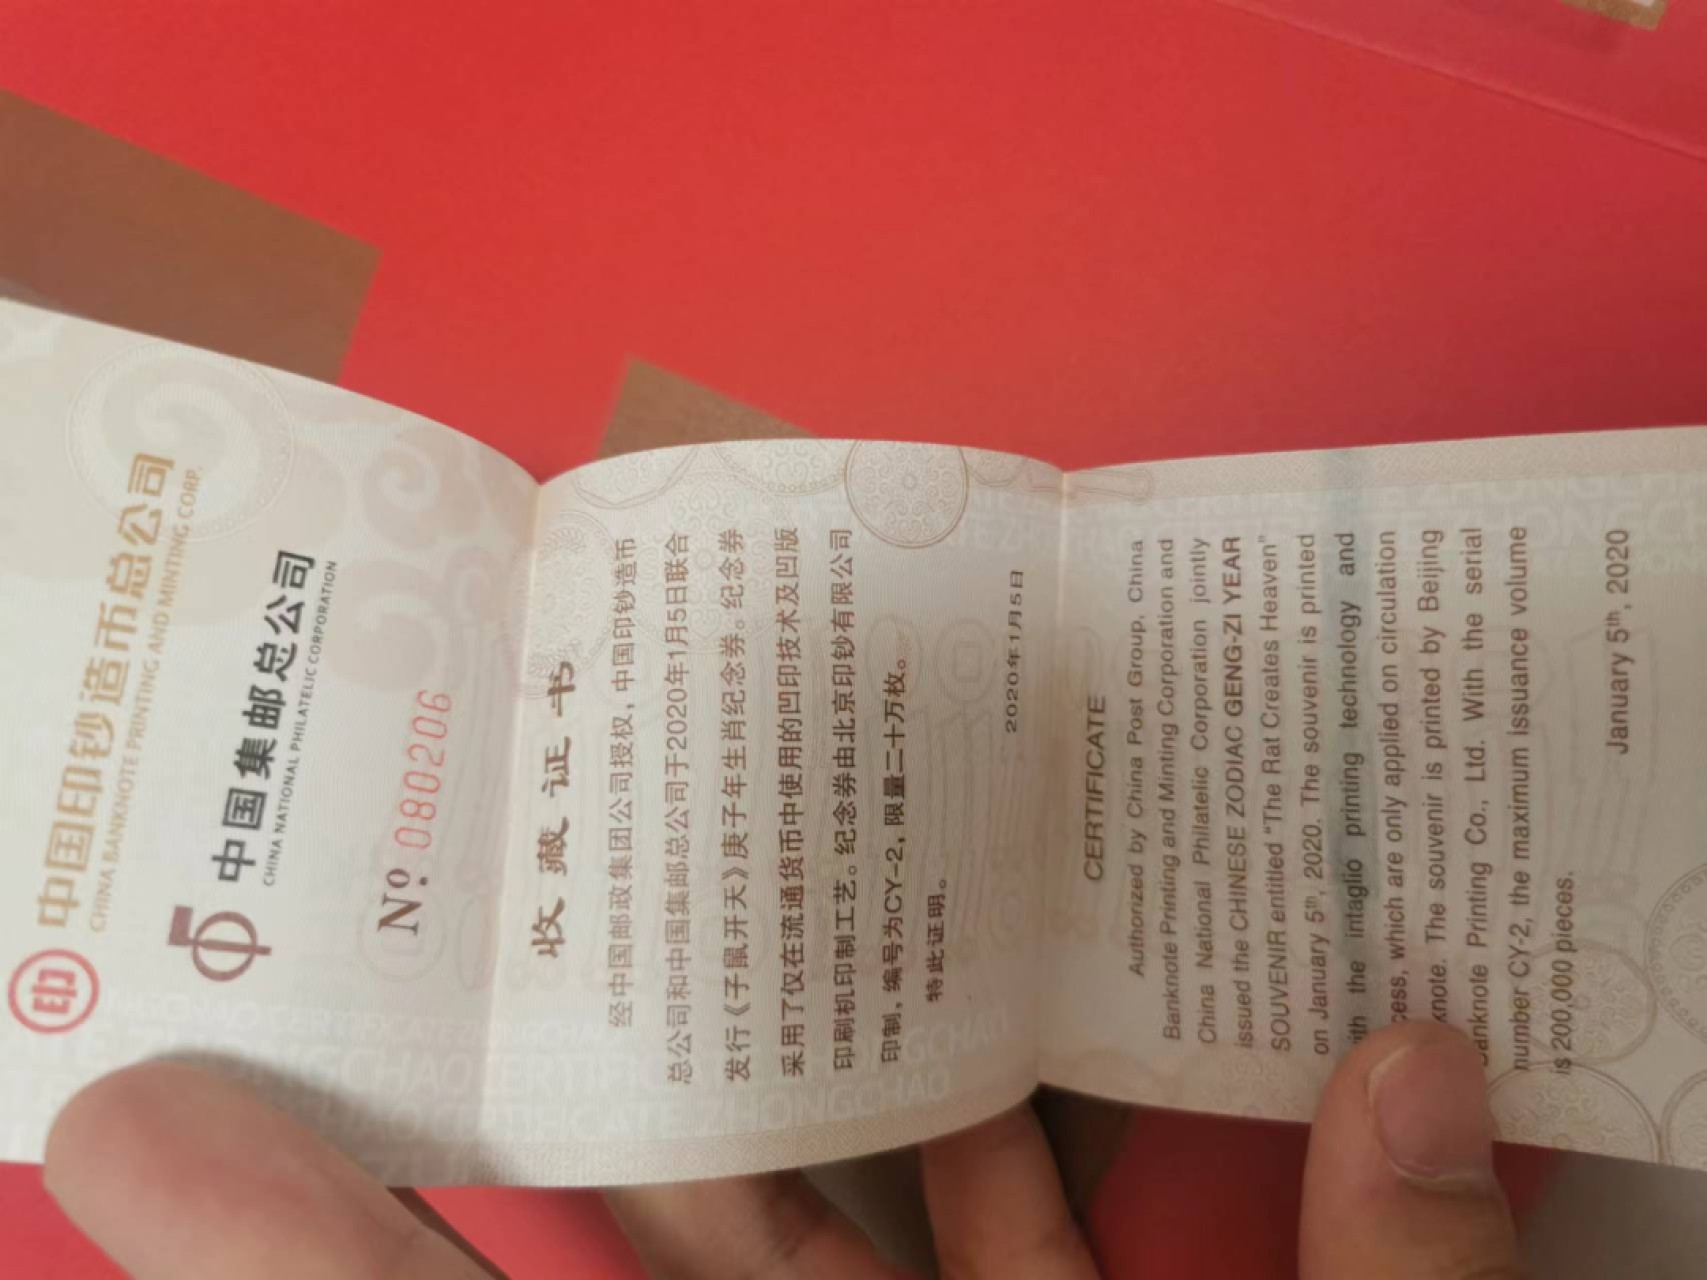 印
中国印钞造币总公司
CHINA BANKNOTE PRINTING AND MINTING CORP.
中国集邮总公司
CHINA NATIONAL PHILATELIC CORPORATION
Nº. 080206
收藏证书
经中国邮政集团公司授权，中国印钞造币
总公司和中国集邮总公司于2020年1月5日联合
发行《子鼠开天》庚子年生肖纪念券。纪念券
采用了仅在流通货币中使用的凹印技术及凹版
印刷机印制工艺。纪念券由北京印钞有限公司
印制，编号为CY-2，限量二十万枚。
特此证明。
2020年1月5日
CERTIFICATE
Authorized by China Post Group, China
Banknote Printing and Minting Corporation and
China National Philatelic Corporation jointly
issued the CHINESE ZODIAC GENG-ZI YEAR
SOUVENIR entitled "The Rat Creates Heaven"
on January 5th, 2020. The souvenir is printed
with the intaglio printing technology and
cess, which are only applied on circulation
knote. The souvenir is printed by Beijing
Banknote Printing Co., Ltd. With the serial
number CY-2, the maximum issuance volume
is 200,000 pieces.
January 5th, 2020